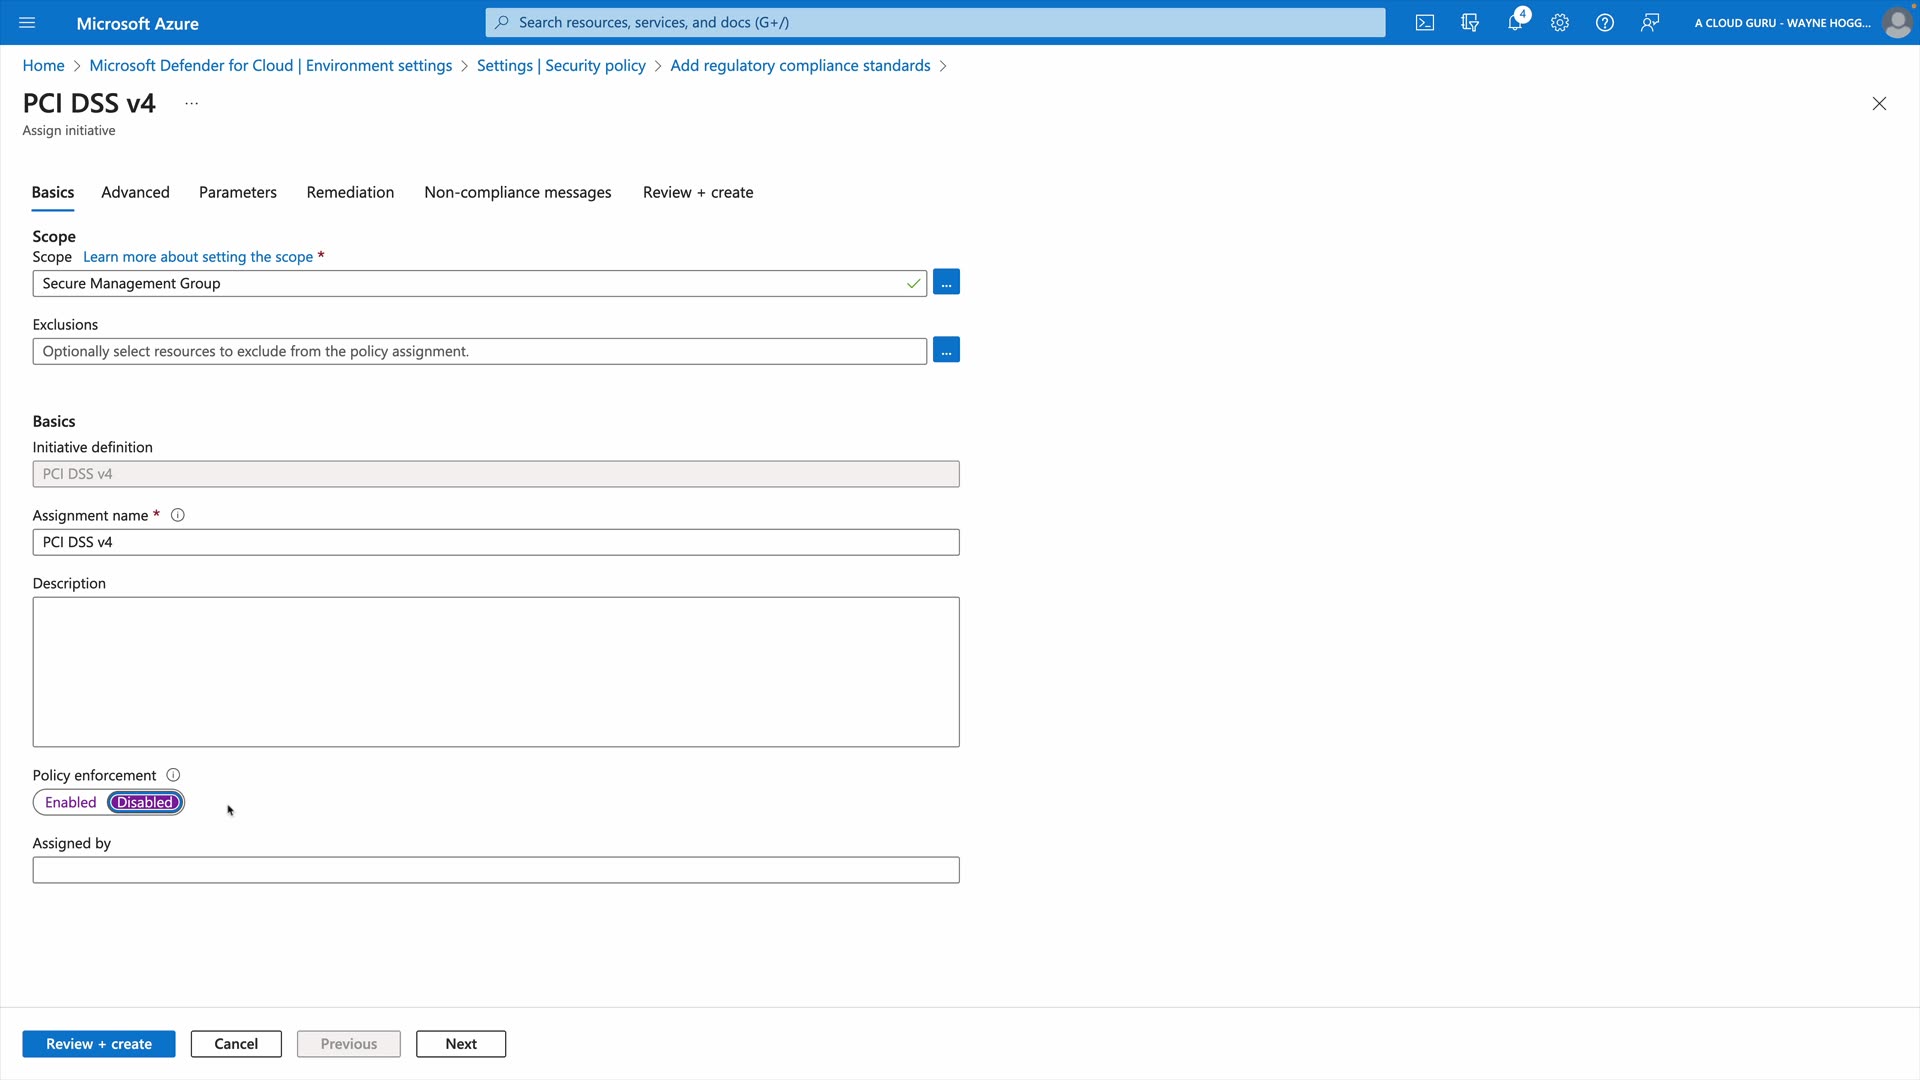 Microsoft Azure
Search resources, services, and docs (G+/)
4
A CLOUD GURU - WAYNE HOGG...
Home > Microsoft Defender for Cloud | Environment settings > Settings | Security policy > Add regulatory compliance standards >
PCI DSS v4 ...
Assign initiative
Basics Advanced Parameters Remediation Non-compliance messages Review + create
Scope
Scope Learn more about setting the scope *
Secure Management Group
...
Exclusions
Optionally select resources to exclude from the policy assignment.
...
Basics
Initiative definition
PCI DSS v4
Assignment name *
PCI DSS v4
Description
Policy enforcement
Enabled Disabled
Assigned by
Review + create Cancel Previous Next